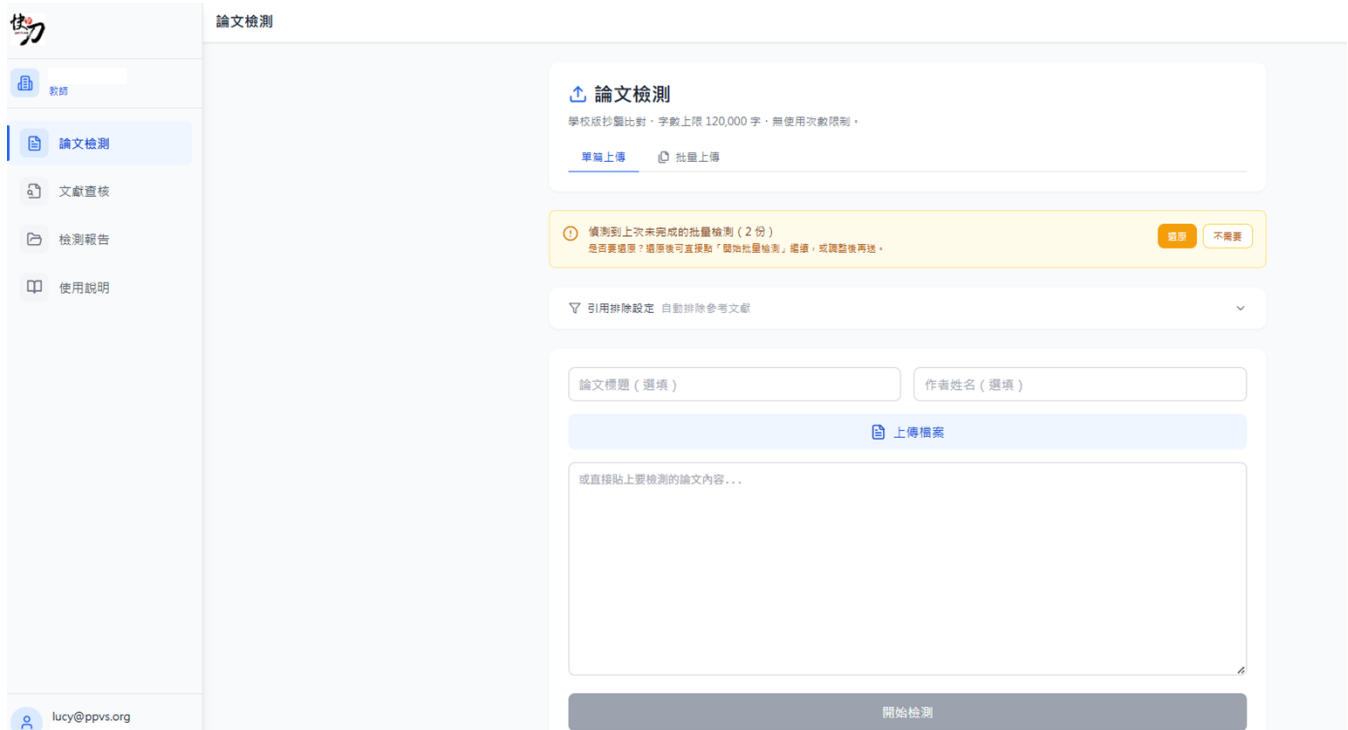 快刀
論文檢測
教師
論文檢測
文獻查核
檢測報告
使用說明
lucy@ppvs.org
論文檢測
學校版抄襲比對・字數上限 120,000 字・無使用次數限制。
單篇上傳
批量上傳
偵測到上次未完成的批量檢測（2 份）
是否要還原？還原後可直接點「開始批量檢測」繼續，或調整後再送。
還原
不需要
引用排除設定 自動排除參考文獻
論文標題（選填）
作者姓名（選填）
上傳檔案
或直接貼上要檢測的論文內容...
開始檢測